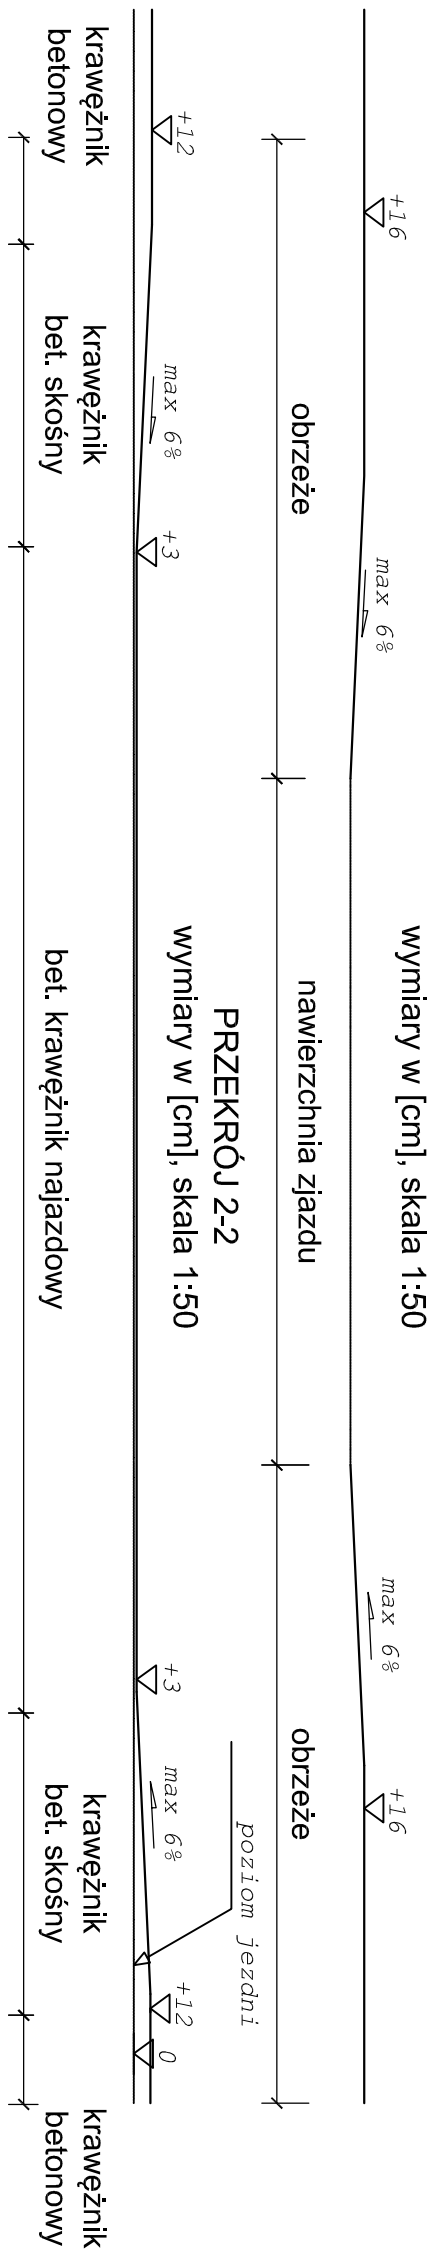 wymiary w [cm], skala 1:50
+16
max 6%
max 6%
+16
obrzeże
nawierzchnia zjazdu
obrzeże
PRZEKRÓJ 2-2
wymiary w [cm], skala 1:50
poziom jezdni
+12
max 6%
+3
+3
max 6%
+12
0
krawężnik
betonowy
krawężnik
bet. skośny
bet. krawężnik najazdowy
krawężnik
bet. skośny
krawężnik
betonowy